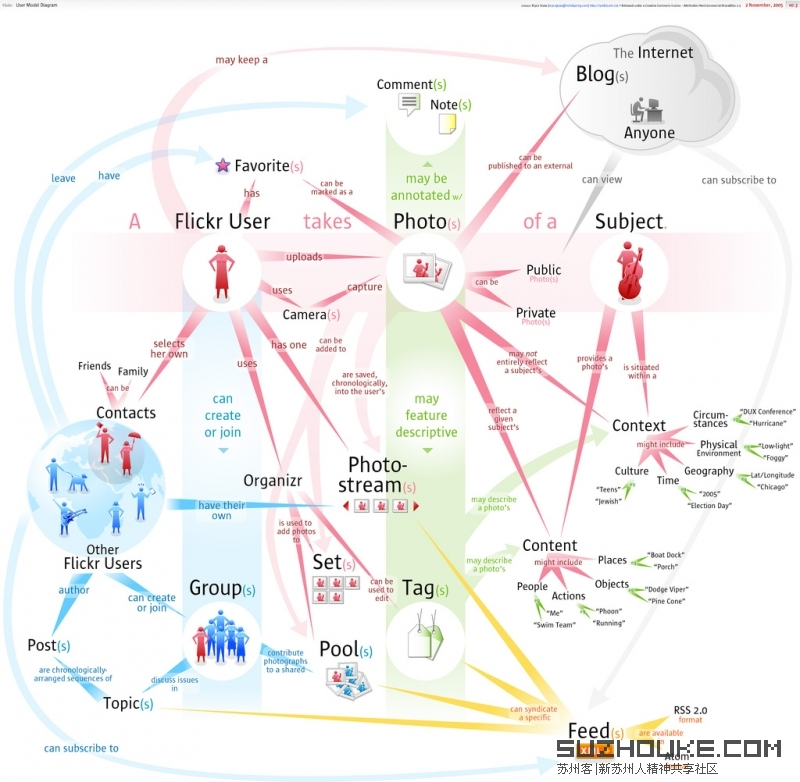 User Model Diagram
2 November, 2005
may keep a
The Internet
Blog(s)
Anyone
Comment(s)
Note(s)
leave
have
Favorite(s)
has
can be
marked as a
may be
annotated w/
can be
published to an external
can view
can subscribe to
A
Flickr User
takes
Photo(s)
of a
Subject.
uploads
uses
capture
Camera(s)
can be
Public
Photo(s)
Private
Photo(s)
selects
her own
Friends
Family
can be
Contacts
uses
has one
can be
added to
are saved,
chronologically,
into the user's
may not
entirely reflect
a subject's
provides a
photo's
is situated
within a
can
create
or join
may
feature
descriptive
reflect a
given
subject's
Context
might include
Circum-
stances
"DUX Conference"
"Hurricane"
Physical
Environment
"Low-light"
"Foggy"
Geography
"Lat/Longitude
"Chicago"
Culture
"Teens"
"Jewish"
Time
"2005"
"Election Day"
Organizr
Photo-
stream(s)
have their
own
may describe
a photo's
is used to
add photos
to
Other
Flickr Users
Set(s)
can be
used to
edit
may describe
a photo's
Content
might include
Places
"Boat Dock"
"Porch"
Objects
"Dodge Viper"
"Pine Cone"
People
"Me"
"Swim Team"
Actions
"Phoon"
"Running"
author
can create
or join
Group(s)
Tag(s)
Post(s)
are chronologically-
arranged sequences of
discuss issues
in
contribute
photographs
to a shared
Pool(s)
Topic(s)
can syndicate
a specific
can subscribe to
Feed(s)
XML
RSS 2.0
format
are available
Atom
SUZHOUKE.COM
苏州客|新苏州人精神共享社区